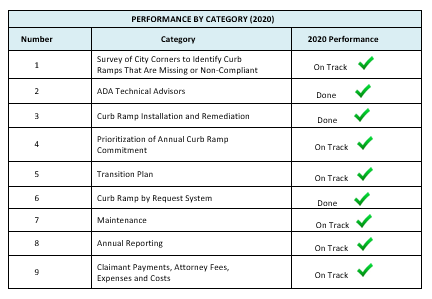 PERFORMANCE BY CATEGORY (2020)
Number Category 2020 Performance
1 Survey of City Corners to Identify Curb
Ramps That Are Missing or Non-Compliant On Track
2 ADA Technical Advisors Done
3 Curb Ramp Installation and Remediation Done
4 Prioritization of Annual Curb Ramp
Commitment On Track
5 Transition Plan On Track
6 Curb Ramp by Request System Done
7 Maintenance On Track
8 Annual Reporting On Track
9 Claimant Payments, Attorney Fees,
Expenses and Costs On Track